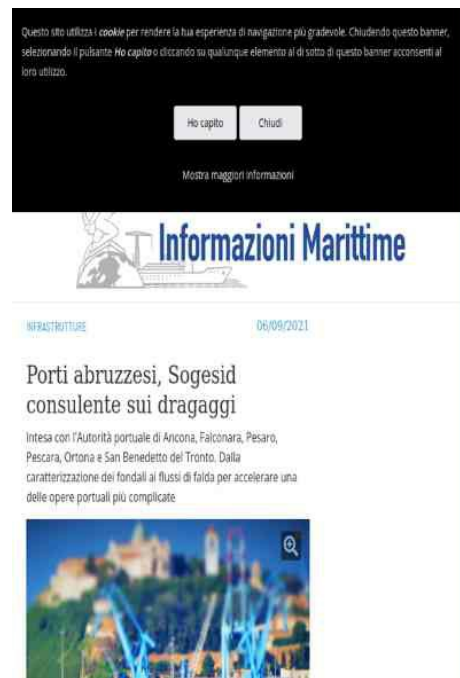 Questo sito utilizza i cookie per rendere la tua esperienza di navigazione più gradevole. Chiudendo questo banner,
selezionando il pulsante Ho capito o cliccando su qualunque elemento al di sotto di questo banner acconsenti al
loro utilizzo.
Ho capito
Chiudi
Mostra maggiori informazioni
Informazioni Marittime
INFRASTRUTTURE
06/09/2021
Porti abruzzesi, Sogesid
consulente sui dragaggi
Intesa con l'Autorità portuale di Ancona, Falconara, Pesaro,
Pescara, Ortona e San Benedetto del Tronto. Dalla
caratterizzazione dei fondali ai flussi di falda per accelerare una
delle opere portuali più complicate